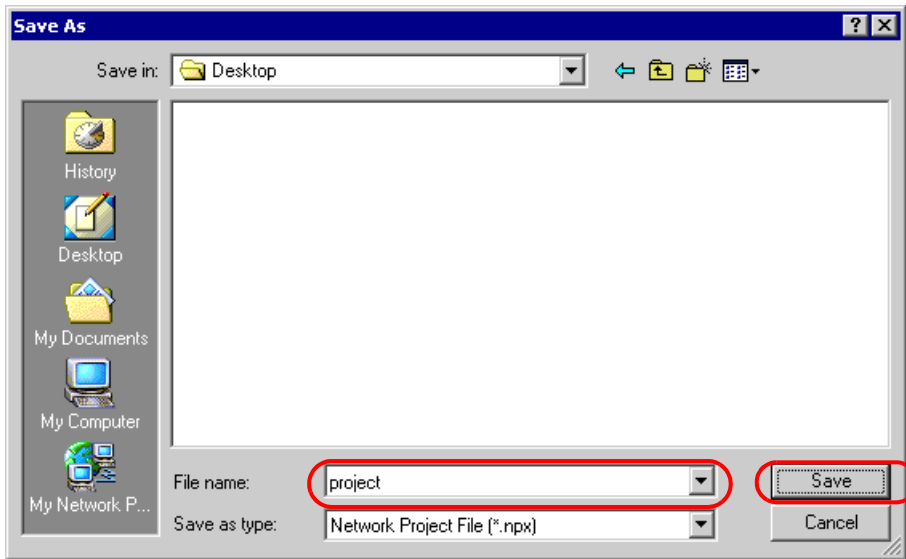 Save As
Save in: Desktop
History
Desktop
My Documents
My Computer
My Network P...
File name: project Save
Save as type: Network Project File (*.npx) Cancel